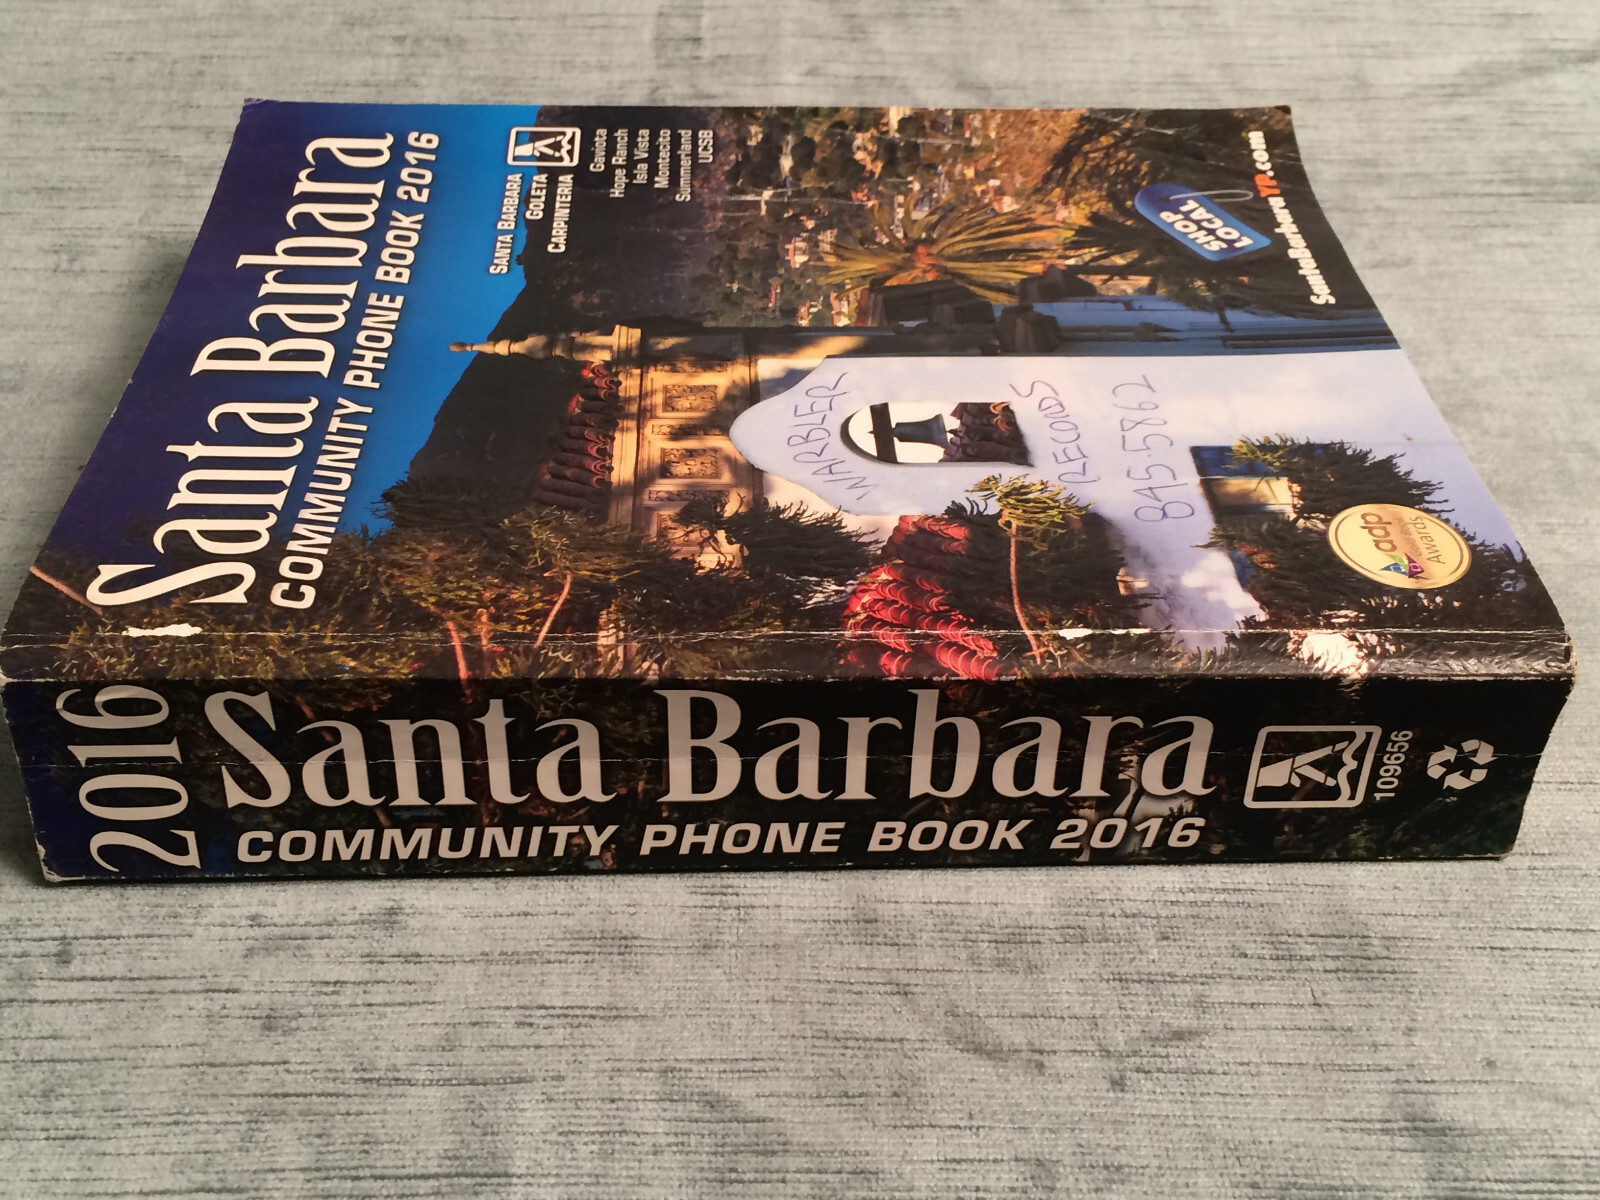 Santa Barbara
COMMUNITY PHONE BOOK 2016
SANTA BARBARA
GOLETA
CARPINTERIA
Gaviota
Hope Ranch
Isla Vista
Montecito
Summerland
UCSB
SHOP
LOCAL
SantaBarbaraYP.com
WARBLER
RECORDS
845-5862
adp
Awards
2016
Santa Barbara
COMMUNITY PHONE BOOK 2016
109656